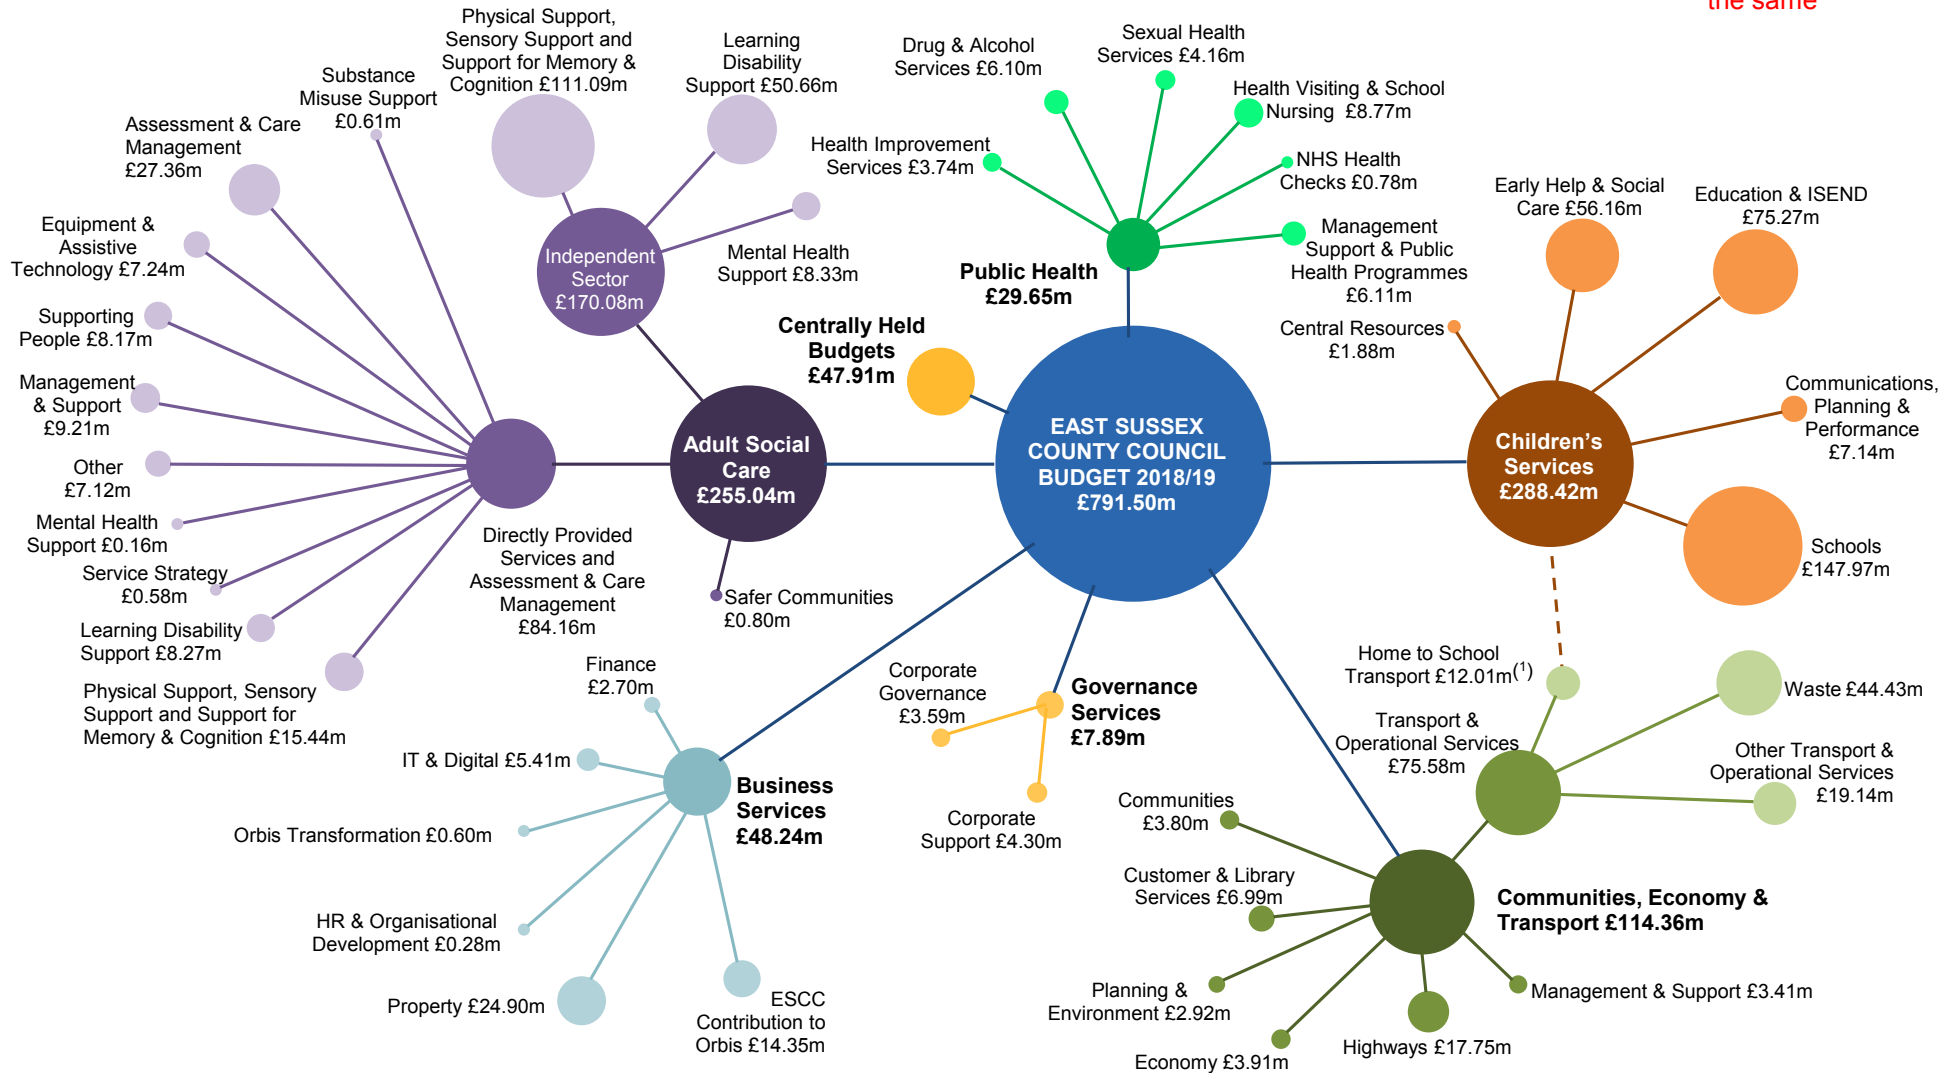 the same
Physical Support,
Sensory Support and
Support for Memory &
Cognition £111.09m
Learning
Disability
Support £50.66m
Substance
Misuse Support
£0.61m
Assessment & Care
Management
£27.36m
Equipment &
Assistive
Technology £7.24m
Supporting
People £8.17m
Management
& Support
£9.21m
Other
£7.12m
Mental Health
Support £0.16m
Service Strategy
£0.58m
Learning Disability
Support £8.27m
Physical Support, Sensory
Support and Support for
Memory & Cognition £15.44m
Independent
Sector
£170.08m
Mental Health
Support £8.33m
Directly Provided
Services and
Assessment & Care
Management
£84.16m
Adult Social
Care
£255.04m
Safer Communities
£0.80m
Drug & Alcohol
Services £6.10m
Sexual Health
Services £4.16m
Health Visiting & School
Nursing £8.77m
Health Improvement
Services £3.74m
NHS Health
Checks £0.78m
Management
Support & Public
Health Programmes
£6.11m
Public Health
£29.65m
Centrally Held
Budgets
£47.91m
EAST SUSSEX
COUNTY COUNCIL
BUDGET 2018/19
£791.50m
Early Help & Social
Care £56.16m
Education & ISEND
£75.27m
Central Resources
£1.88m
Communications,
Planning &
Performance
£7.14m
Children’s
Services
£288.42m
Schools
£147.97m
Home to School
Transport £12.01m(1)
Waste £44.43m
Transport &
Operational Services
£75.58m
Other Transport &
Operational Services
£19.14m
Communities
£3.80m
Customer & Library
Services £6.99m
Communities, Economy &
Transport £114.36m
Planning &
Environment £2.92m
Economy £3.91m
Highways £17.75m
Management & Support £3.41m
Corporate
Governance
£3.59m
Governance
Services
£7.89m
Corporate
Support £4.30m
Finance
£2.70m
IT & Digital £5.41m
Orbis Transformation £0.60m
Business
Services
£48.24m
HR & Organisational
Development £0.28m
Property £24.90m
ESCC
Contribution to
Orbis £14.35m